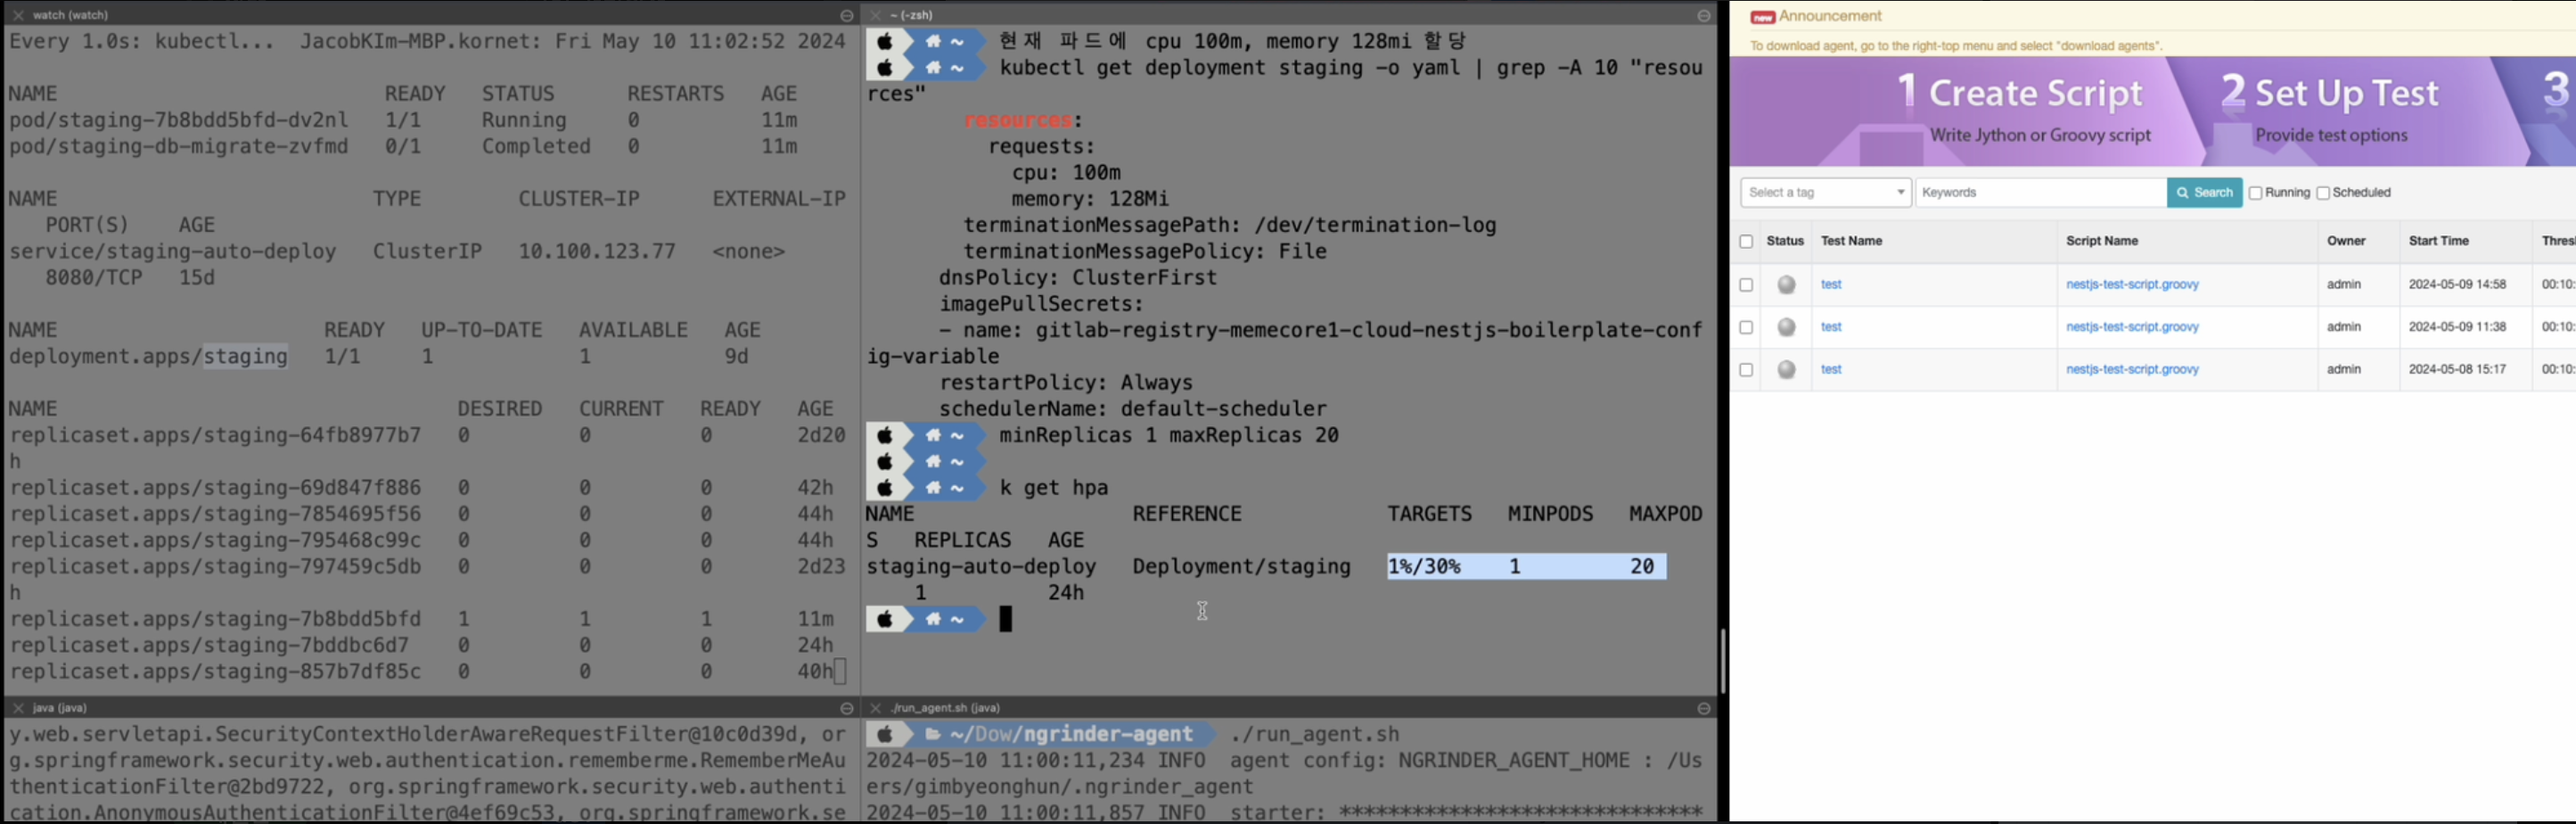 watch (watch)
Every 1.0s: kubectl... JacobKIm-MBP.kornet: Fri May 10 11:02:52 2024
NAME READY STATUS RESTARTS AGE
pod/staging-7b8bdd5bfd-dv2nl 1/1 Running 0 11m
pod/staging-db-migrate-zvfmd 0/1 Completed 0 11m
NAME TYPE CLUSTER-IP EXTERNAL-IP
PORT(S) AGE
service/staging-auto-deploy ClusterIP 10.100.123.77 <none>
8080/TCP 15d
NAME READY UP-TO-DATE AVAILABLE AGE
deployment.apps/staging 1/1 1 1 9d
NAME DESIRED CURRENT READY AGE
replicaset.apps/staging-64fb8977b7 0 0 0 2d20
h
replicaset.apps/staging-69d847f886 0 0 0 42h
replicaset.apps/staging-7854695f56 0 0 0 44h
replicaset.apps/staging-795468c99c 0 0 0 44h
replicaset.apps/staging-797459c5db 0 0 0 2d23
h
replicaset.apps/staging-7b8bdd5bfd 1 1 1 11m
replicaset.apps/staging-7bddbc6d7 0 0 0 24h
replicaset.apps/staging-857b7df85c 0 0 0 40h
~ (-zsh)
~ 현재 파드에 cpu 100m, memory 128mi 할당
~ kubectl get deployment staging -o yaml | grep -A 10 "resou
rces"
resources:
requests:
cpu: 100m
memory: 128Mi
terminationMessagePath: /dev/termination-log
terminationMessagePolicy: File
dnsPolicy: ClusterFirst
imagePullSecrets:
- name: gitlab-registry-memecore1-cloud-nestjs-boilerplate-conf
ig-variable
restartPolicy: Always
schedulerName: default-scheduler
~ minReplicas 1 maxReplicas 20
~
~ k get hpa
NAME REFERENCE TARGETS MINPODS MAXPOD
S REPLICAS AGE
staging-auto-deploy Deployment/staging 1%/30% 1 20
1 24h
~
java (java)
y.web.servletapi.SecurityContextHolderAwareRequestFilter@10c0d39d, or
g.springframework.security.web.authentication.rememberme.RememberMeAu
thenticationFilter@2bd9722, org.springframework.security.web.authenti
cation.AnonymousAuthenticationFilter@4ef69c53, org.springframework.se
./run_agent.sh (java)
~/Dow/ngrinder-agent ./run_agent.sh
2024-05-10 11:00:11,234 INFO agent config: NGRINDER_AGENT_HOME : /Us
ers/gimbyeonghun/.ngrinder_agent
2024-05-10 11:00:11,857 INFO starter: ******************************
new Announcement
To download agent, go to the right-top menu and select "download agents".
1 Create Script
Write Jython or Groovy script
2 Set Up Test
Provide test options
3
Select a tag Keywords Search Running Scheduled
Status Test Name Script Name Owner Start Time Thres
test nestjs-test-script.groovy admin 2024-05-09 14:58 00:10:
test nestjs-test-script.groovy admin 2024-05-09 11:38 00:10:
test nestjs-test-script.groovy admin 2024-05-08 15:17 00:10: